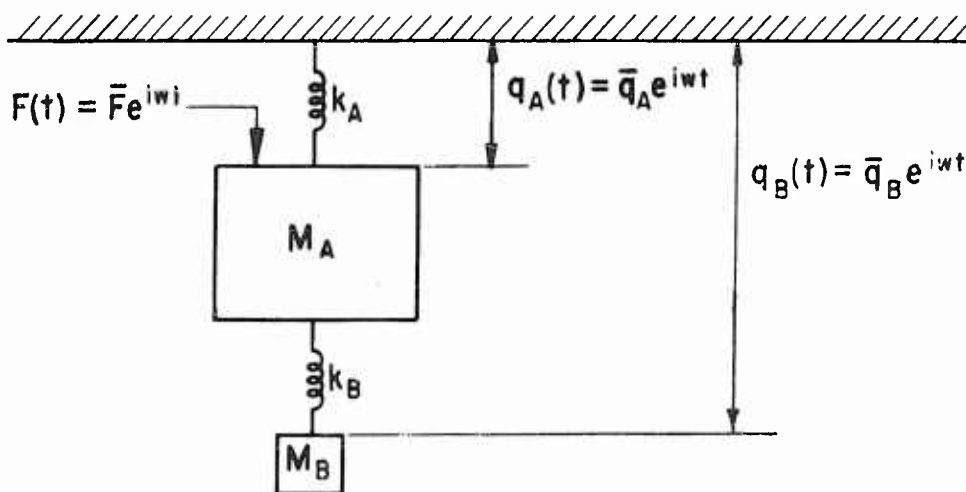 k_A
q_A(t) = q̄_A e^{iwt}
F(t) = F̄e^{iwi}
q_B(t) = q̄_B e^{iwt}
M_A
k_B
M_B